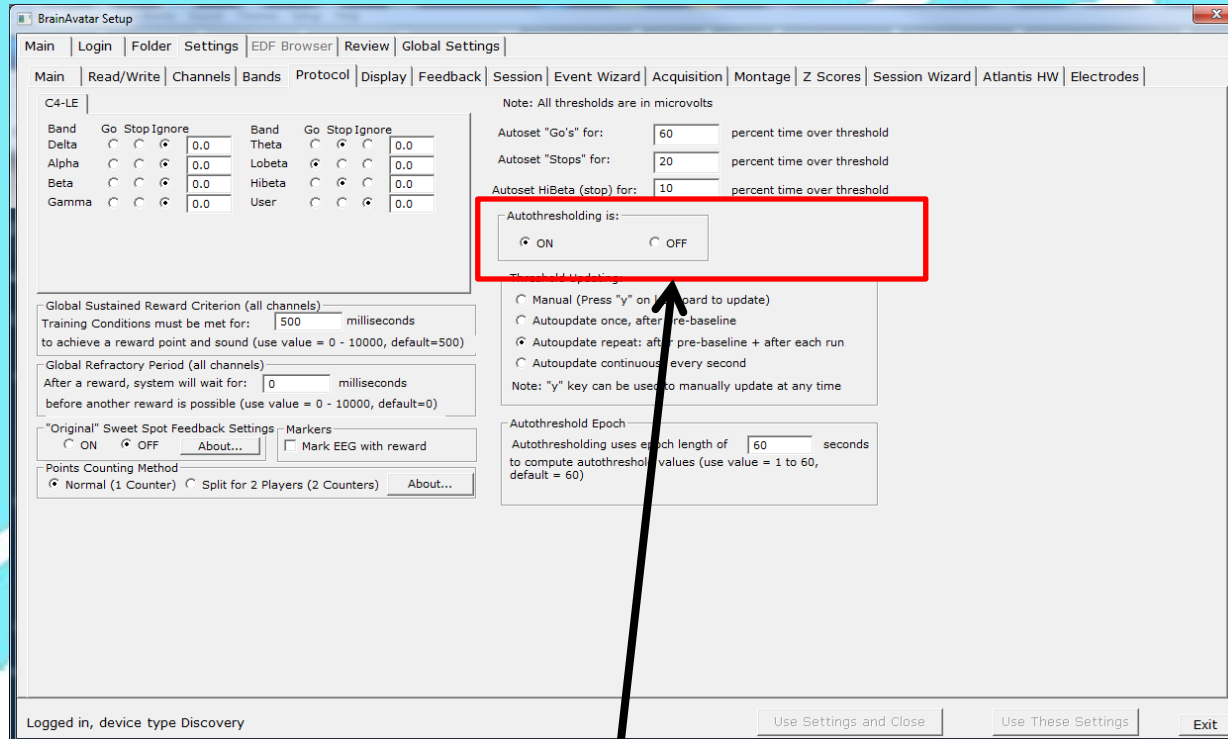 BrainAvatar Setup
Main Login Folder Settings EDF Browser Review Global Settings
Main Read/Write Channels Bands Protocol Display Feedback Session Event Wizard Acquisition Montage Z Scores Session Wizard Atlantis HW Electrodes
C4-LE
Band Go Stop Ignore Band Go Stop Ignore
Delta 0.0 Theta 0.0
Alpha 0.0 Lobeta 0.0
Beta 0.0 Hibeta 0.0
Gamma 0.0 User 0.0
Global Sustained Reward Criterion (all channels)
Training Conditions must be met for: 500 milliseconds
to achieve a reward point and sound (use value = 0 - 10000, default=500)
Global Refractory Period (all channels)
After a reward, system will wait for: 0 milliseconds
before another reward is possible (use value = 0 - 10000, default=0)
"Original" Sweet Spot Feedback Settings Markers
ON OFF About... Mark EEG with reward
Points Counting Method
Normal (1 Counter) Split for 2 Players (2 Counters) About...
Note: All thresholds are in microvolts
Autoset "Go's" for: 60 percent time over threshold
Autoset "Stops" for: 20 percent time over threshold
Autoset HiBeta (stop) for: 10 percent time over threshold
Autothresholding is:
ON OFF
Threshold Updating:
Manual (Press "y" on keyboard to update)
Autoupdate once, after pre-baseline
Autoupdate repeat: after pre-baseline + after each run
Autoupdate continuous, every second
Note: "y" key can be used to manually update at any time
Autothreshold Epoch
Autothresholding uses epoch length of 60 seconds
to compute autothreshold values (use value = 1 to 60,
default = 60)
Logged in, device type Discovery Use Settings and Close Use These Settings Exit